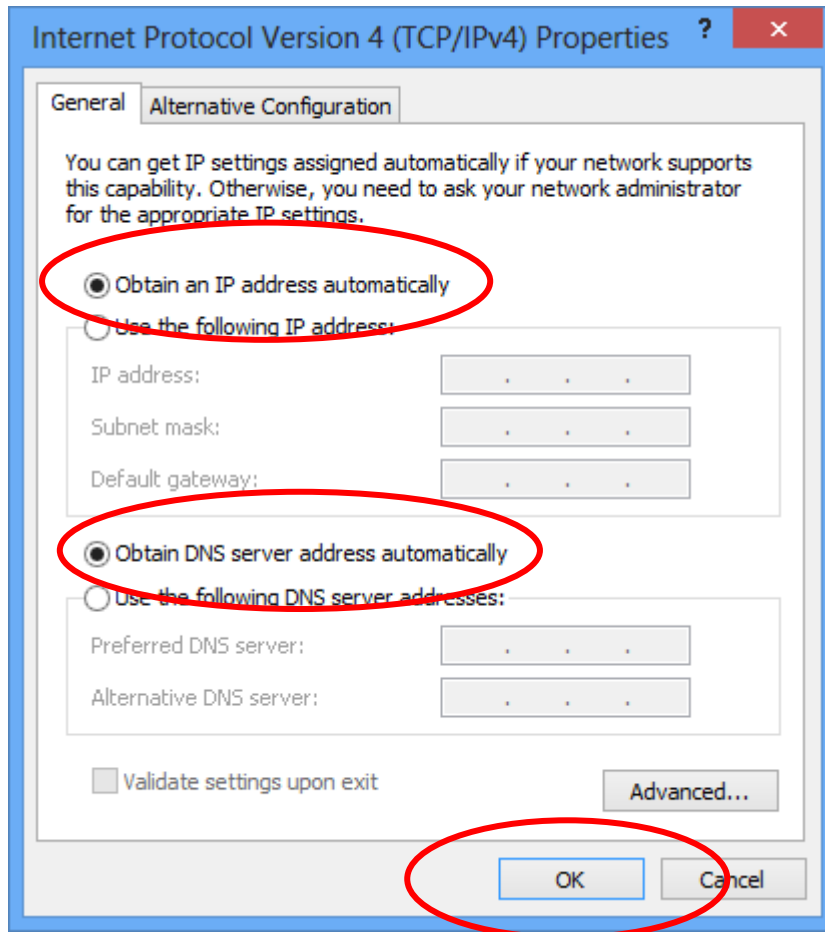 Internet Protocol Version 4 (TCP/IPv4) Properties ? ×
General Alternative Configuration
You can get IP settings assigned automatically if your network supports
this capability. Otherwise, you need to ask your network administrator
for the appropriate IP settings.
Obtain an IP address automatically
Use the following IP address:
IP address: . . .
Subnet mask: . . .
Default gateway: . . .
Obtain DNS server address automatically
Use the following DNS server addresses:
Preferred DNS server: . . .
Alternative DNS server: . . .
Validate settings upon exit
Advanced...
OK Cancel